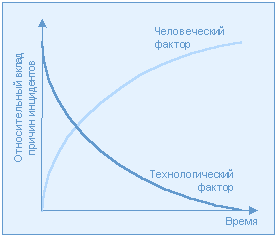 Человеческий
фактор
Относительный вклад
причин инцидентов
Технологический
фактор
Время